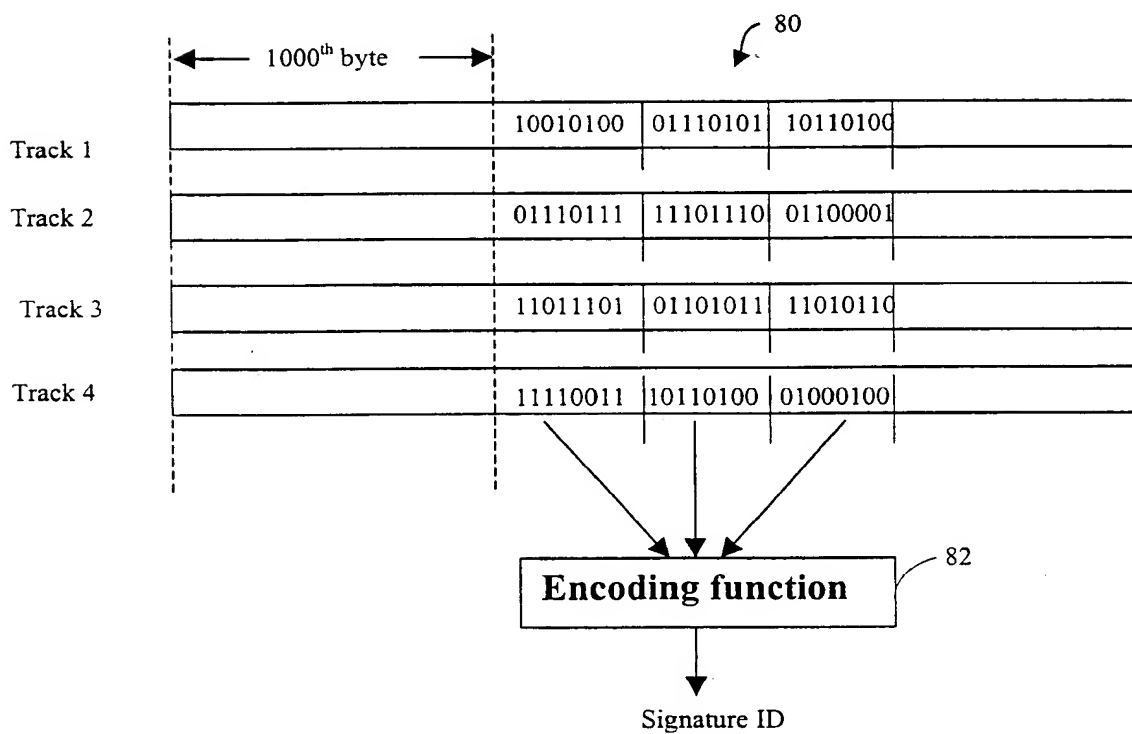 80
1000th byte
Track 1 10010100 01110101 10110100
Track 2 01110111 11101110 01100001
Track 3 11011101 01101011 11010110
Track 4 11110011 10110100 01000100
Encoding function
82
Signature ID